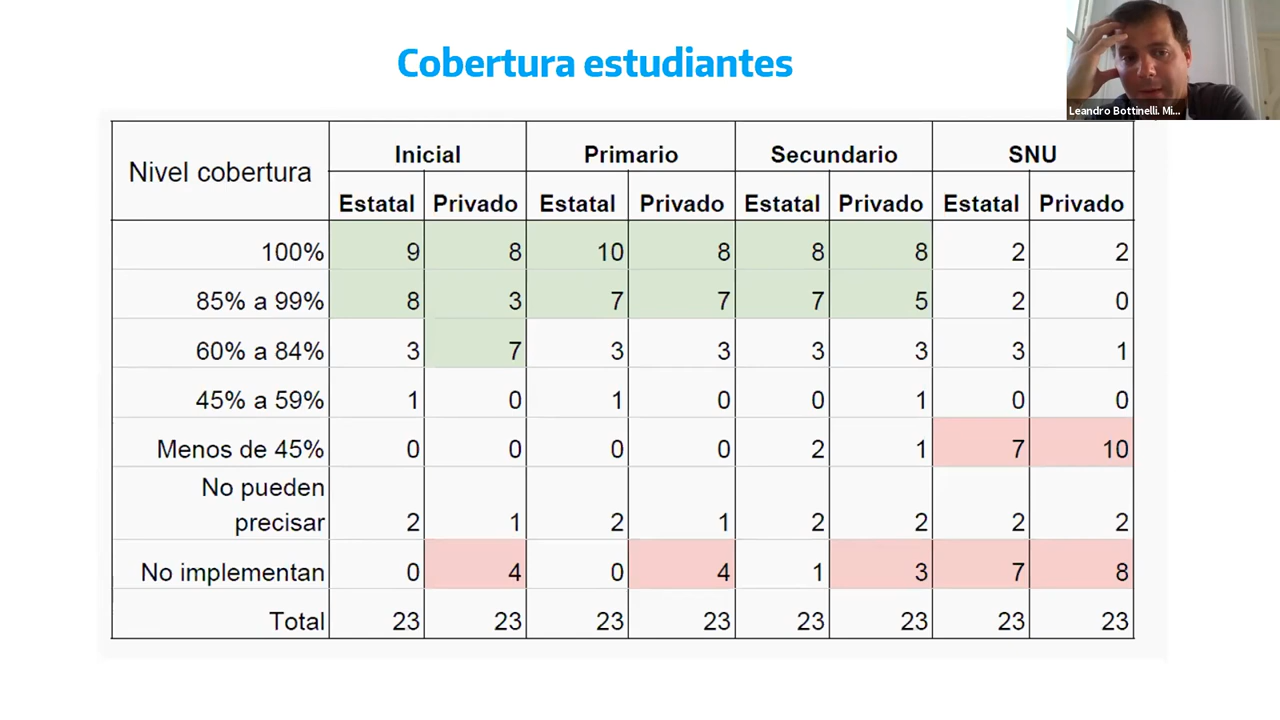 Cobertura estudiantes
Leandro Bottinelli. Mi...
Nivel cobertura Inicial Primario Secundario SNU
Estatal Privado Estatal Privado Estatal Privado Estatal Privado
100% 9 8 10 8 8 8 2 2
85% a 99% 8 3 7 7 7 5 2 0
60% a 84% 3 7 3 3 3 3 3 1
45% a 59% 1 0 1 0 0 1 0 0
Menos de 45% 0 0 0 0 2 1 7 10
No pueden
precisar 2 1 2 1 2 2 2 2
No implementan 0 4 0 4 1 3 7 8
Total 23 23 23 23 23 23 23 23